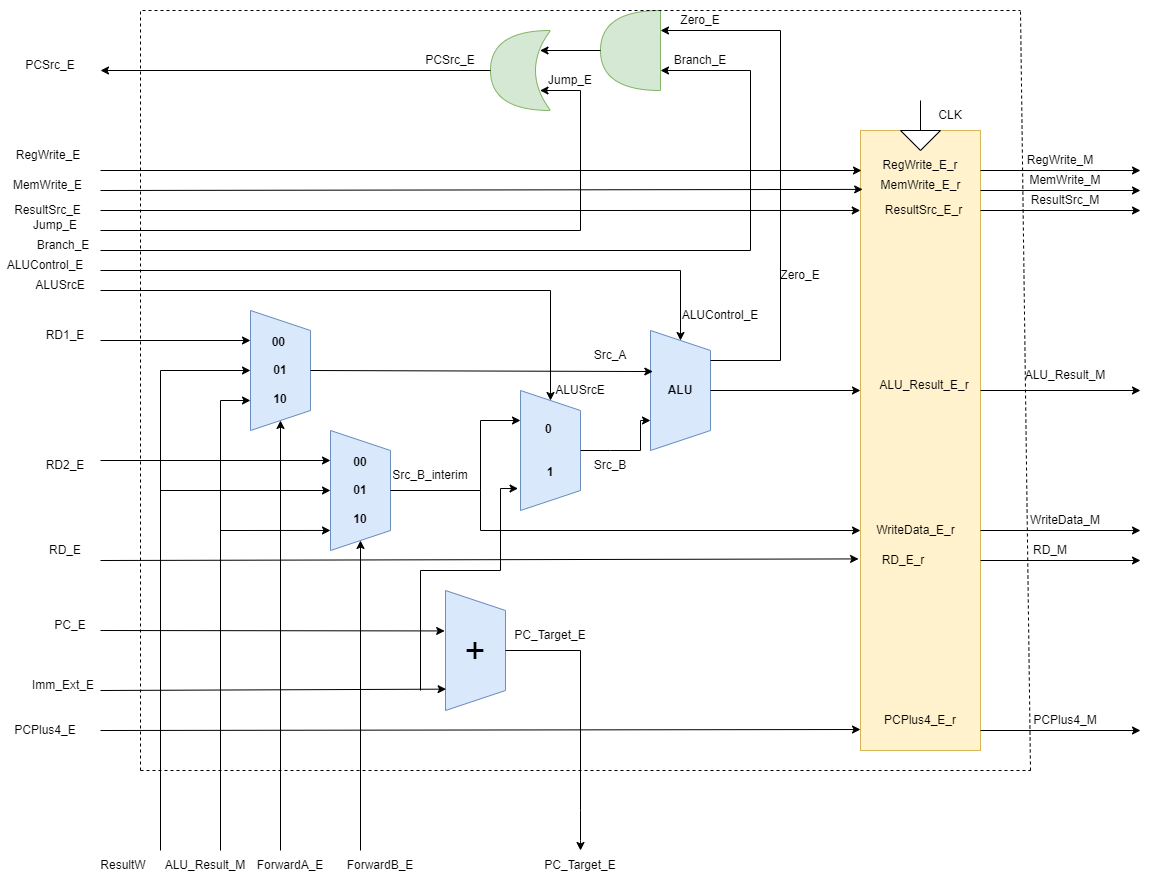 Zero_E
PCSrc_E
PCSrc_E
Branch_E
Jump_E
CLK
RegWrite_E
RegWrite_E_r
RegWrite_M
MemWrite_E
MemWrite_E_r
MemWrite_M
ResultSrc_E
ResultSrc_E_r
ResultSrc_M
Jump_E
Branch_E
ALUControl_E
Zero_E
ALUSrcE
ALUControl_E
RD1_E
00
01
10
Src_A
ALU
ALUSrcE
ALU_Result_E_r
ALU_Result_M
0
1
RD2_E
00
01
10
Src_B_interim
Src_B
WriteData_E_r
WriteData_M
RD_E
RD_E_r
RD_M
PC_E
+
PC_Target_E
Imm_Ext_E
PCPlus4_E
PCPlus4_E_r
PCPlus4_M
ResultW
ALU_Result_M
ForwardA_E
ForwardB_E
PC_Target_E